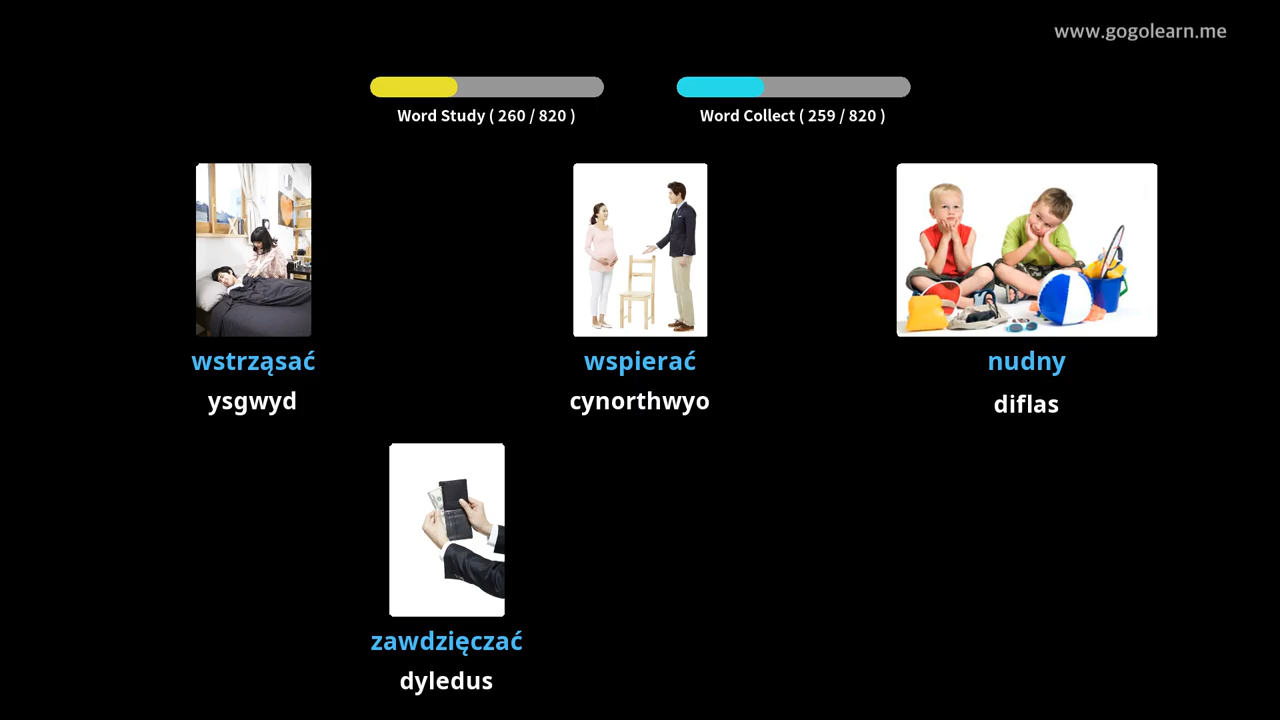 www.gogolearn.me
Word Study ( 260 / 820 )
Word Collect ( 259 / 820 )
wstrząsać
ysgwyd
wspierać
cynorthwyo
nudny
diflas
zawdzięczać
dyledus